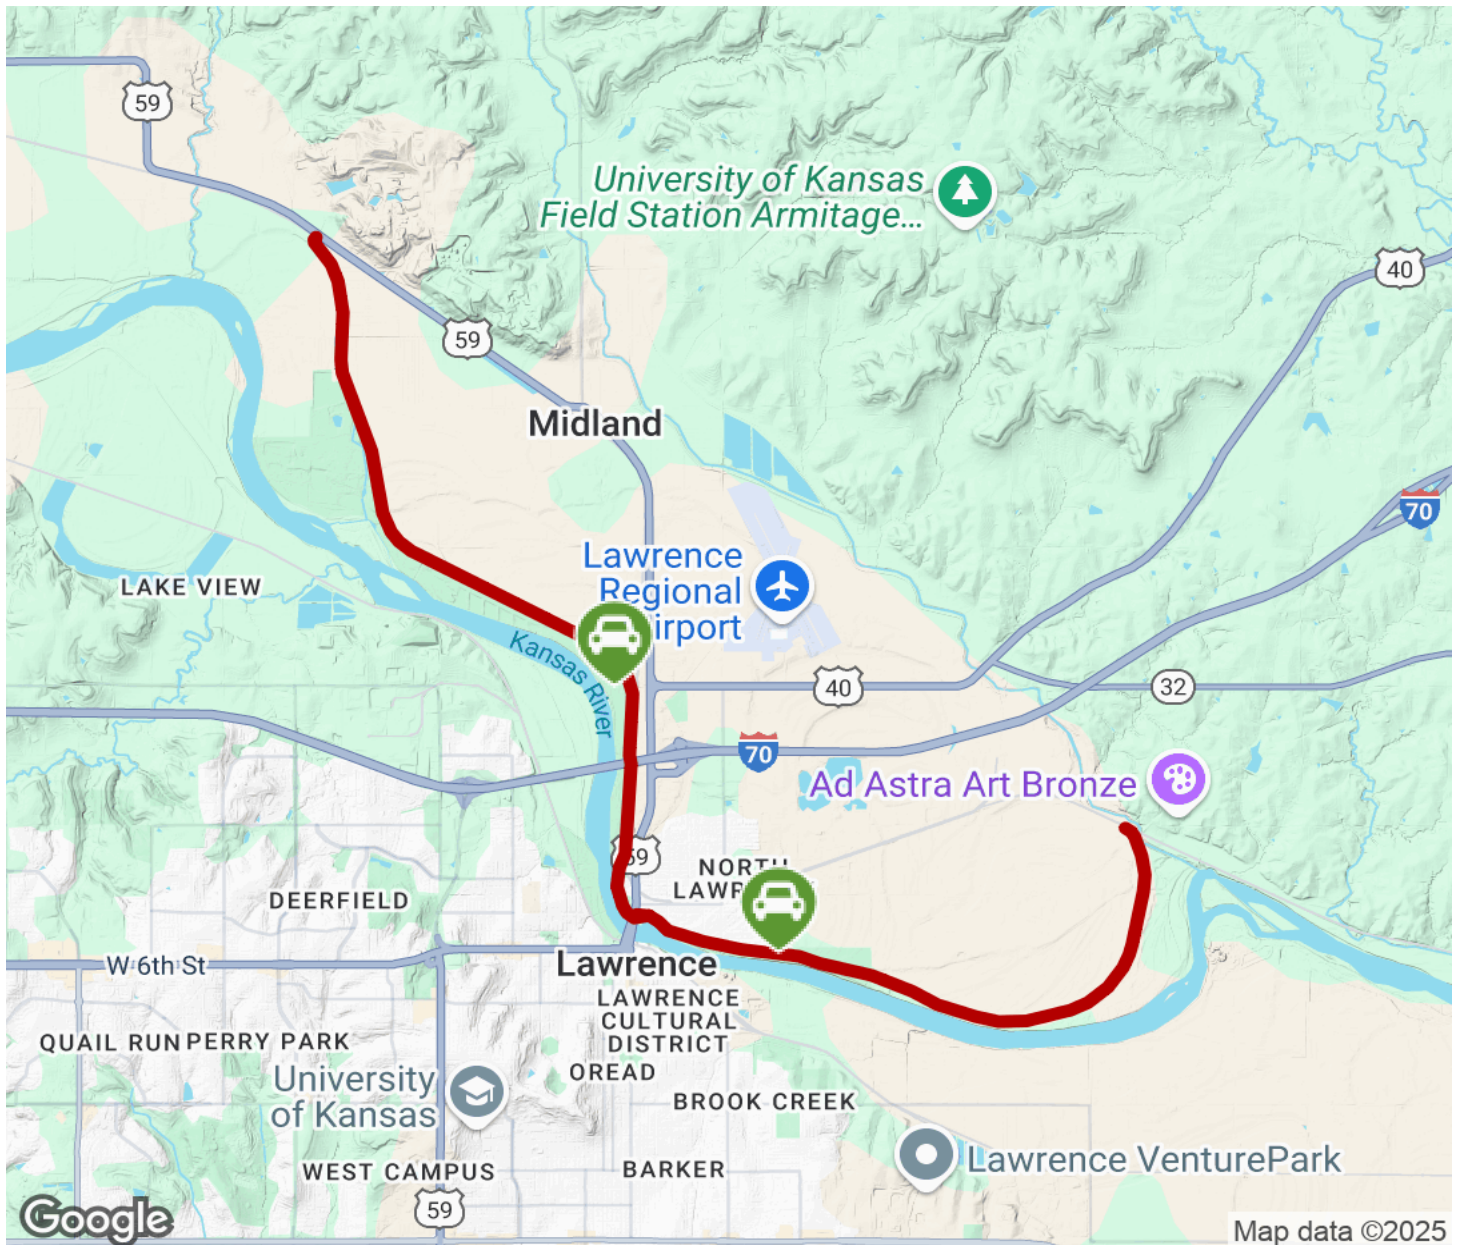 59
University of Kansas
Field Station Armitage...
40
59
Midland
70
Lawrence
Regional
irport
LAKE VIEW
Kansas River
40
32
70
Ad Astra Art Bronze
59
NORTH
DEERFIELD
W 6th St
Lawrence
LAWRENCE
CULTURAL
DISTRICT
QUAIL RUN
PERRY PARK
OREAD
University
of Kansas
BROOK CREEK
Lawrence VenturePark
WEST CAMPUS
BARKER
59
Google
Map data ©2025